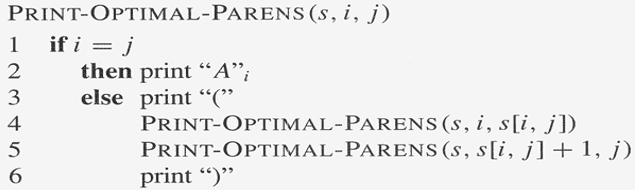 PRINT-OPTIMAL-PARENS(s, i, j)
1 if i = j
2 then print “A”i
3 else print “(”
4 PRINT-OPTIMAL-PARENS(s, i, s[i, j])
5 PRINT-OPTIMAL-PARENS(s, s[i, j] + 1, j)
6 print “)”